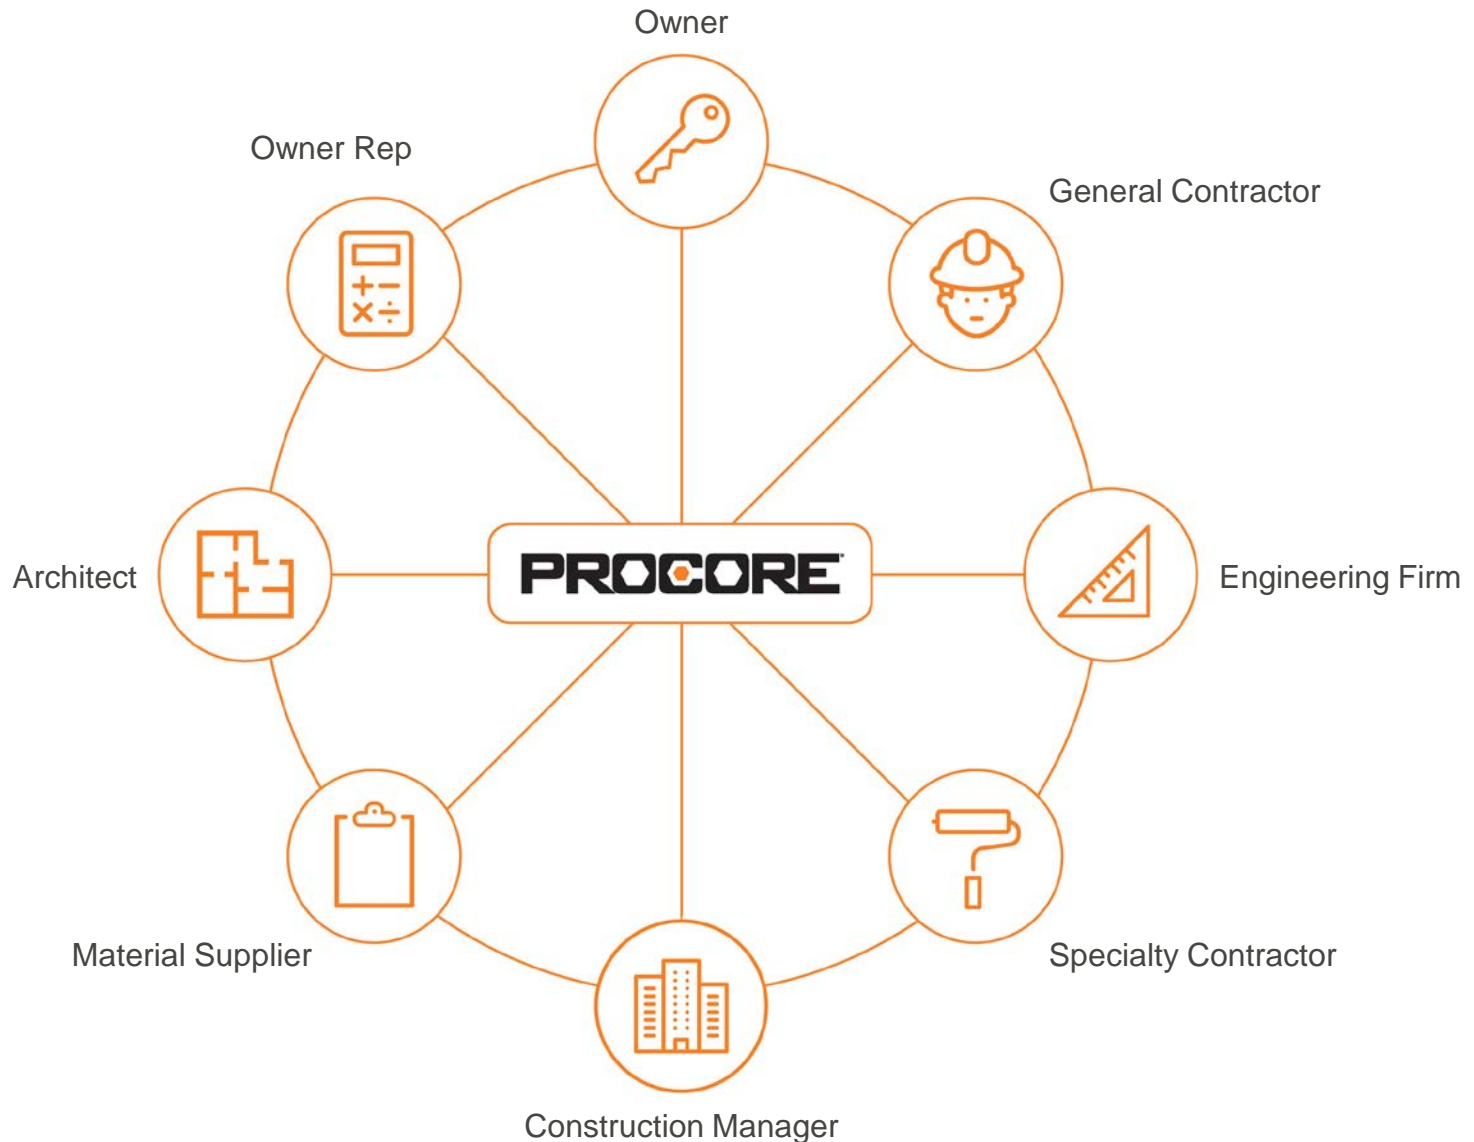 Owner
Owner Rep
General Contractor
PROCORE
Architect
Engineering Firm
Material Supplier
Specialty Contractor
Construction Manager